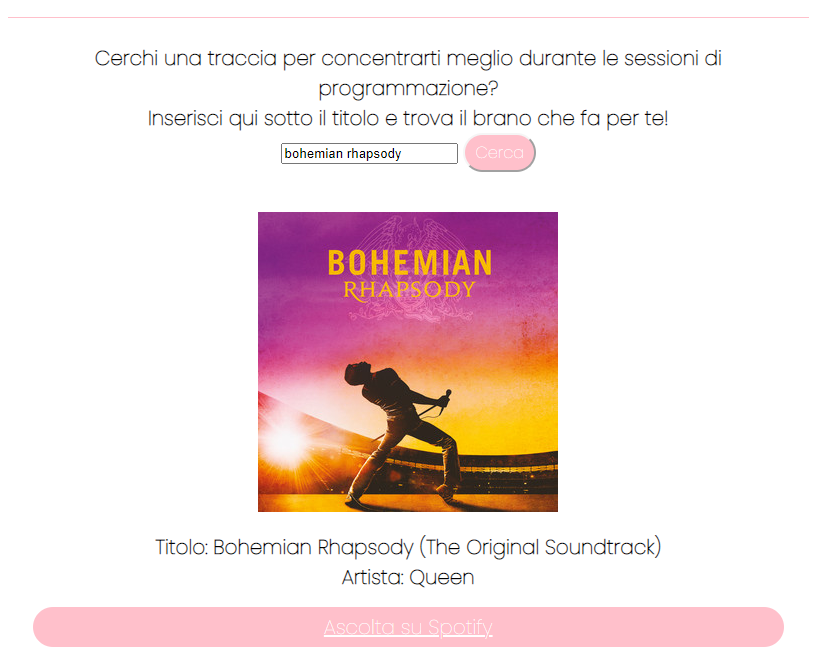 Cerchi una traccia per concentrarti meglio durante le sessioni di
programmazione?
Inserisci qui sotto il titolo e trova il brano che fa per te!
bohemian rhapsody Cerca
BOHEMIAN
RHAPSODY
Titolo: Bohemian Rhapsody (The Original Soundtrack)
Artista: Queen
Ascolta su Spotify